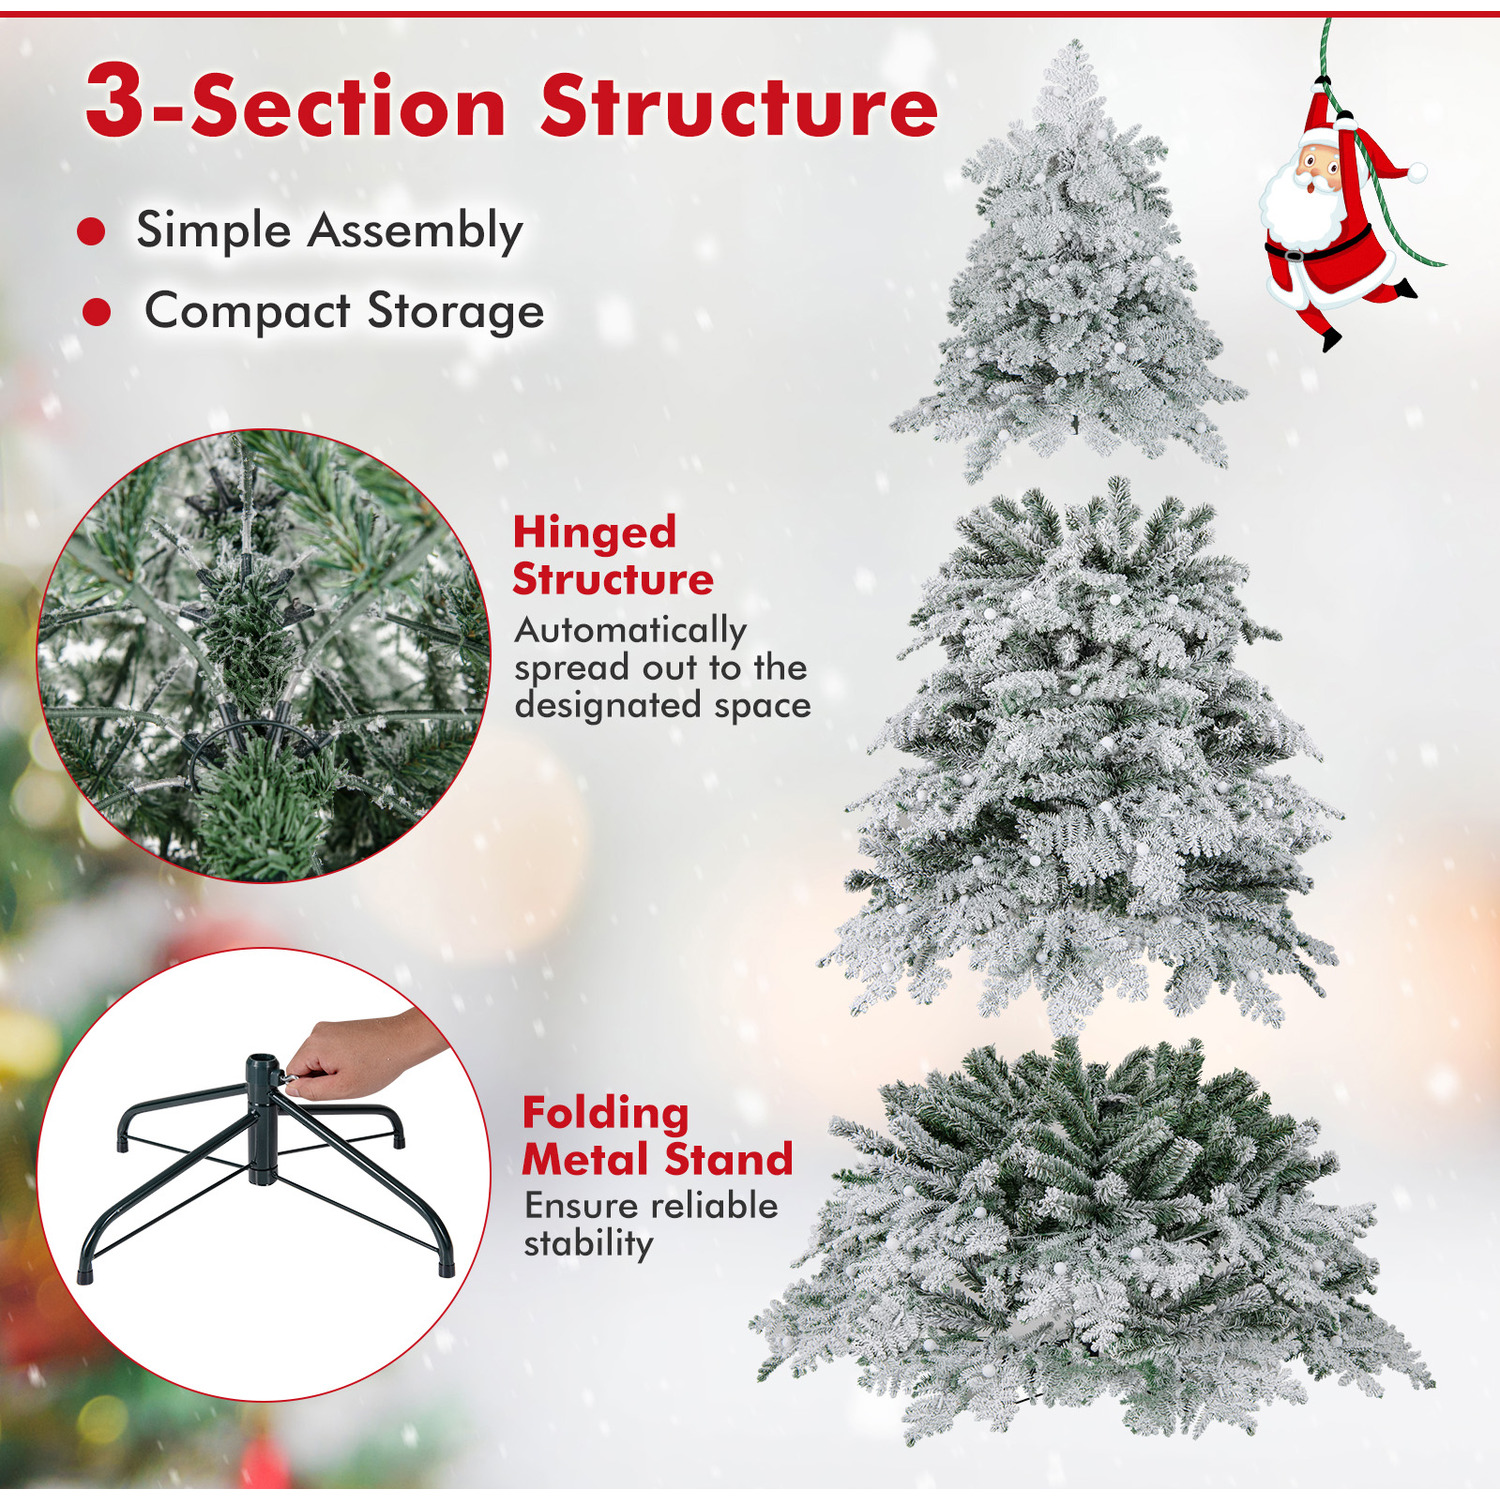 3-Section Structure
Simple Assembly
Compact Storage
Hinged
Structure
Automatically
spread out to the
designated space
Folding
Metal Stand
Ensure reliable
stability